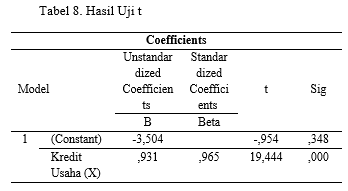 Tabel 8. Hasil Uji t
Coefficients
Model Unstandar dized Coefficien ts Standar dized Coeffici ents t Sig
B Beta
1 (Constant) -3,504 -,954 ,348
Kredit ,931 ,965 19,444 ,000
Usaha (X)